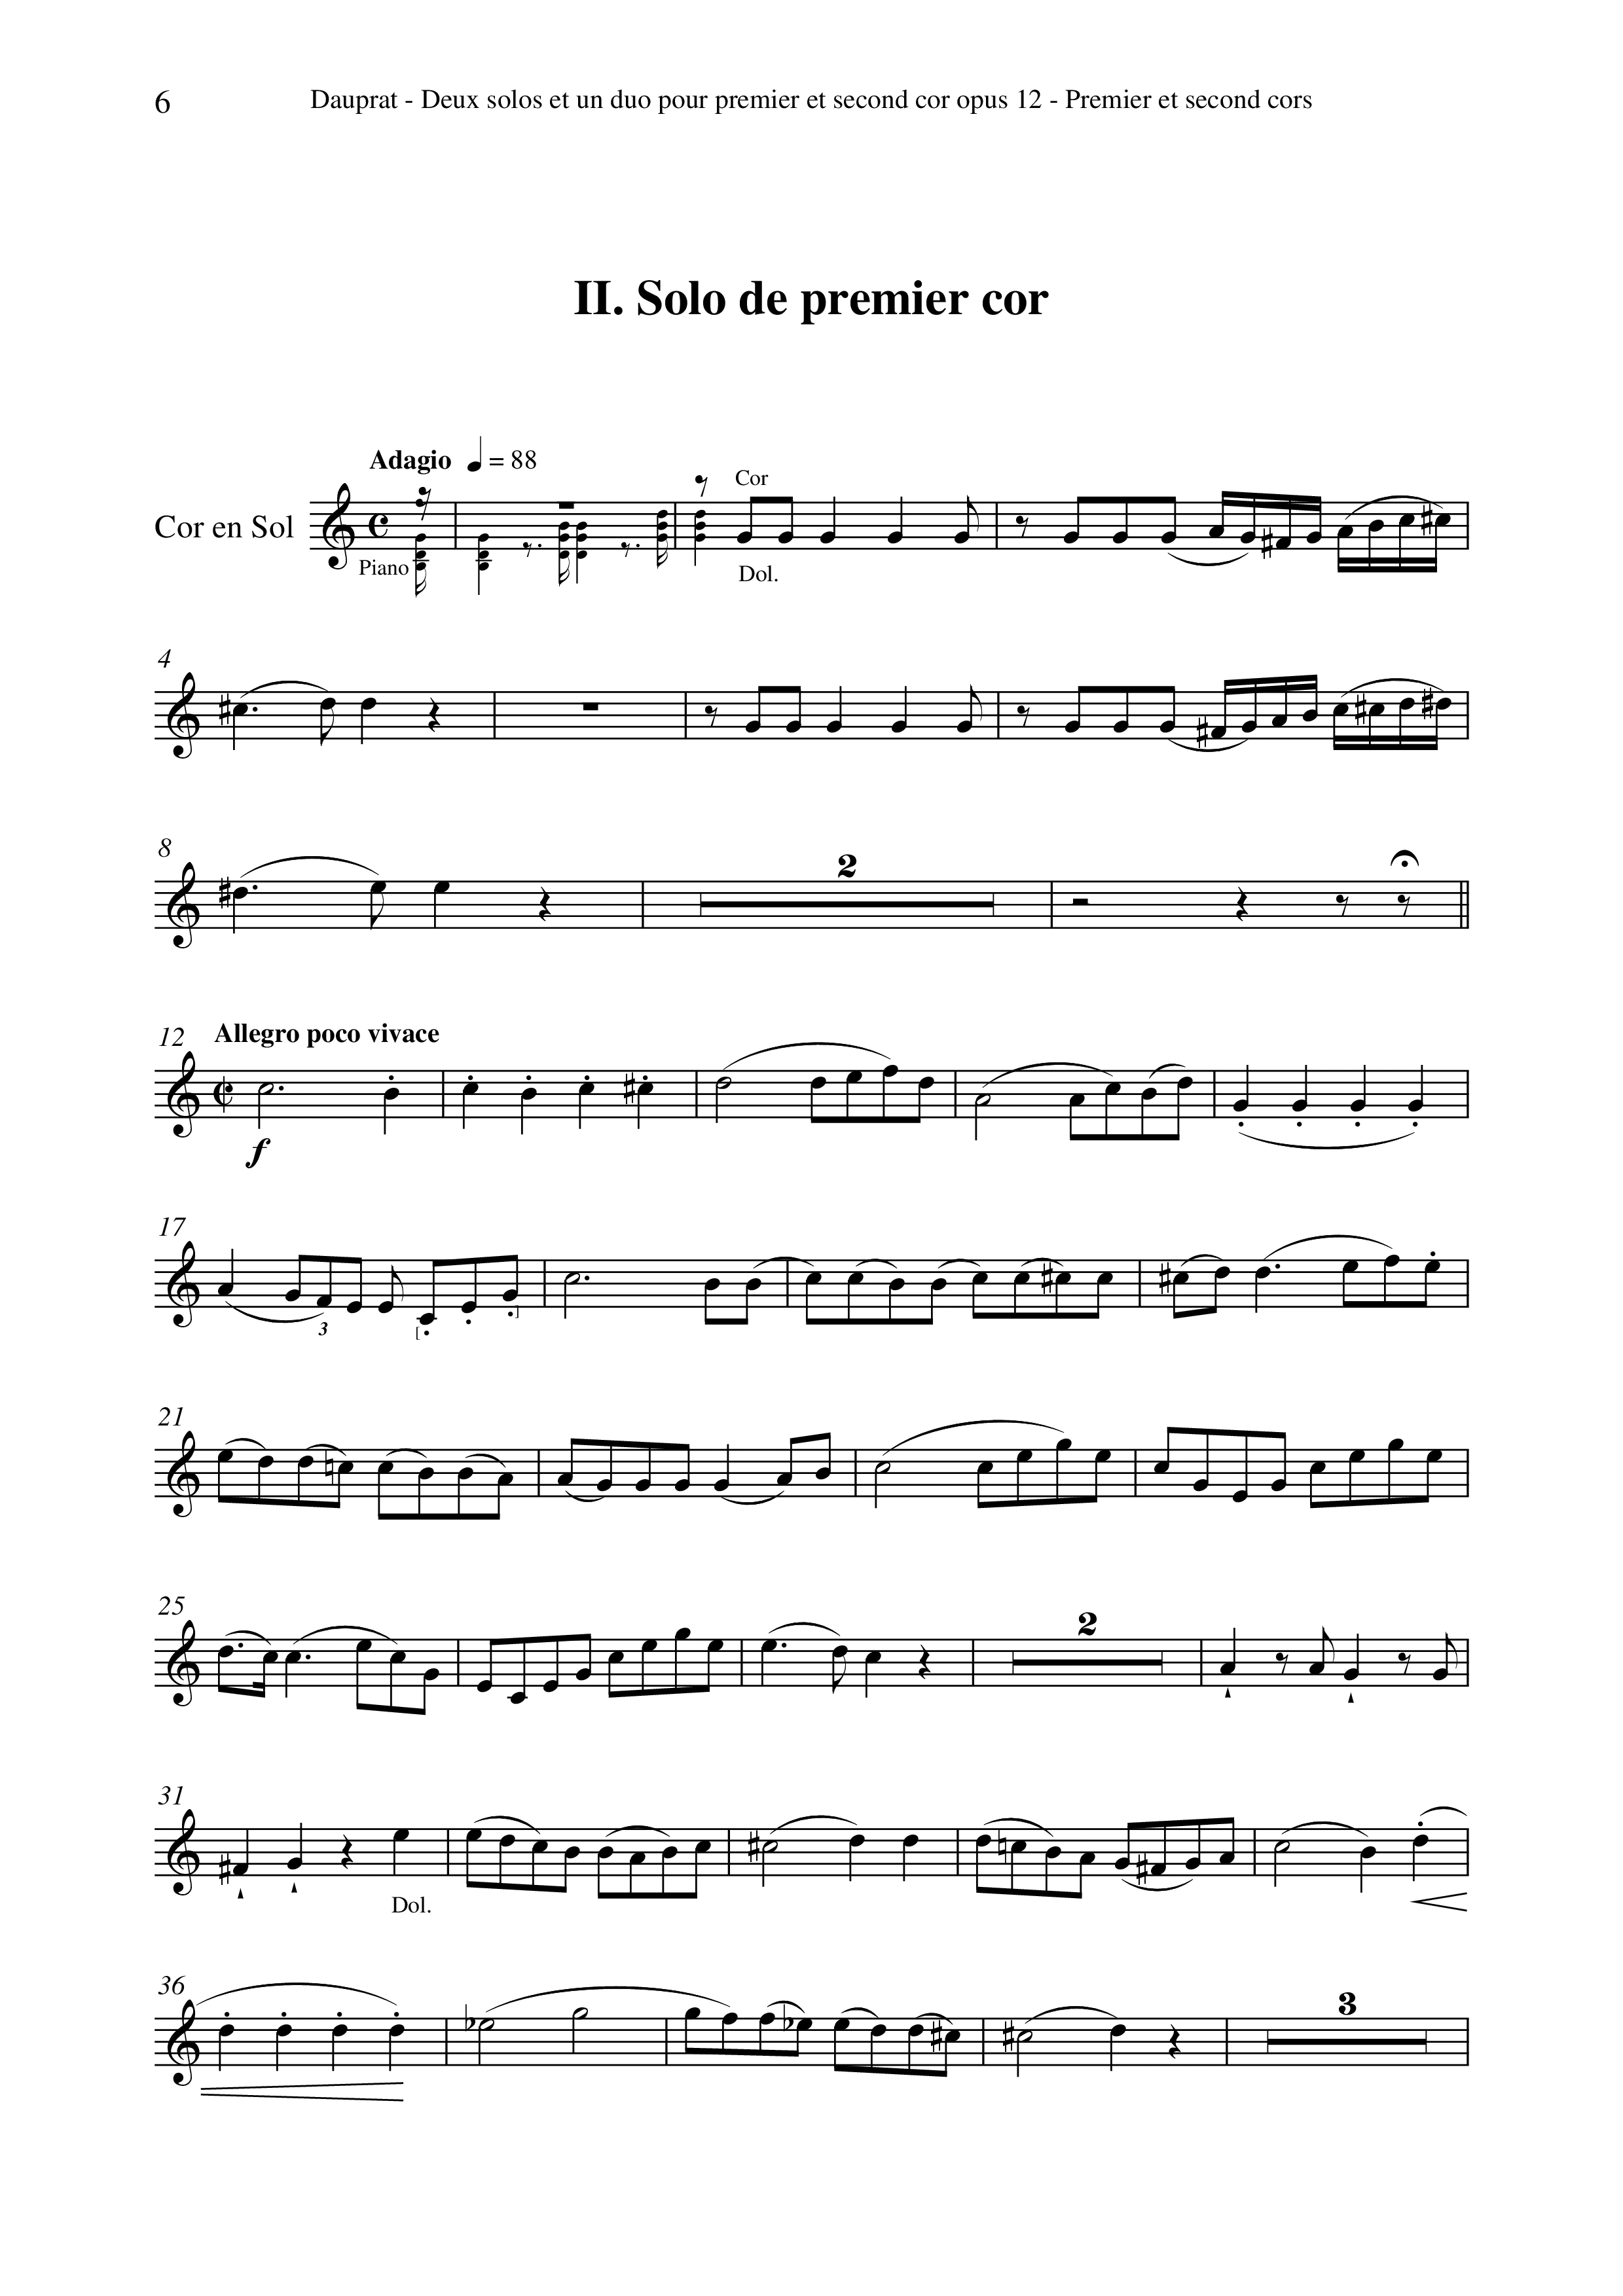 6
Dauprat - Deux solos et un duo pour premier et second cor opus 12 - Premier et second cors
II. Solo de premier cor
Adagio = 88
Cor
Cor en Sol
Piano
Dol.
4
8
2
12
Allegro poco vivace
f
17
3
21
25
2
31
Dol.
36
3